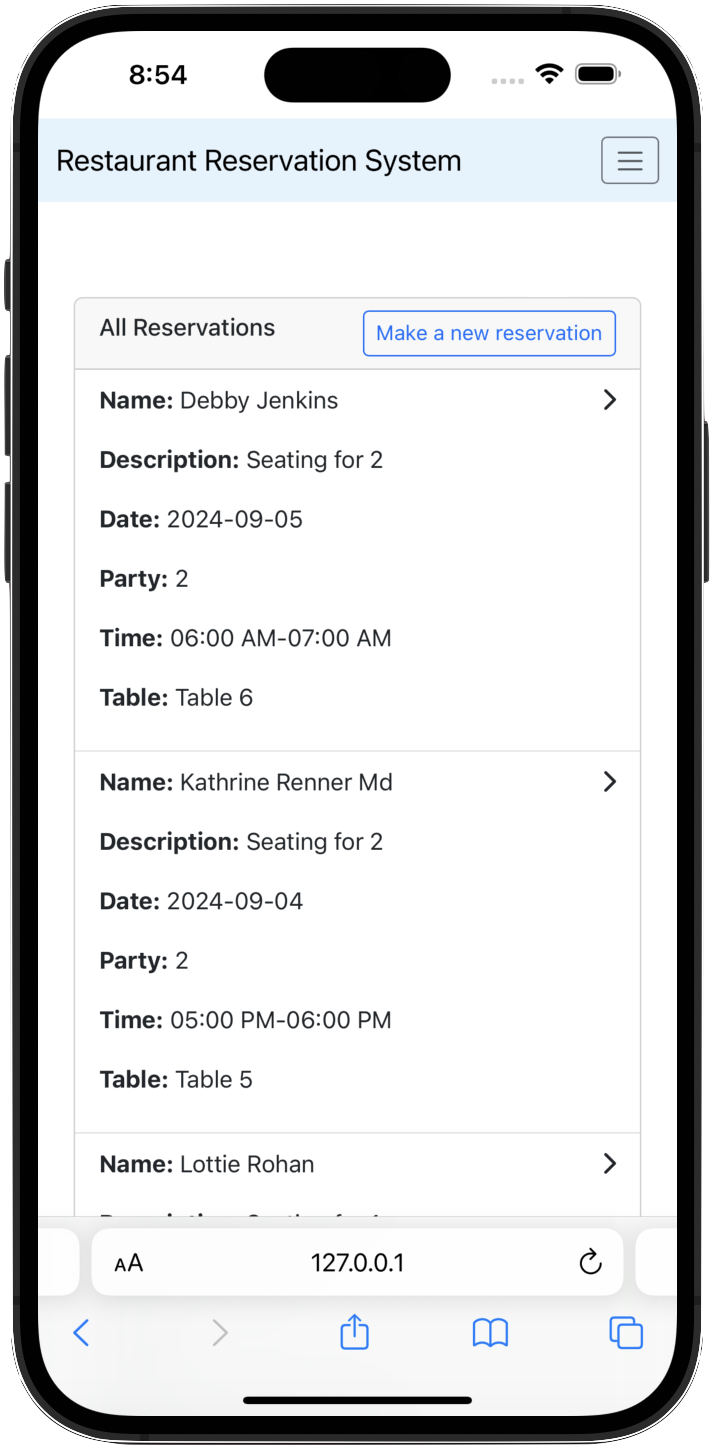 8:54
Restaurant Reservation System
All Reservations
Make a new reservation
Name: Debby Jenkins
Description: Seating for 2
Date: 2024-09-05
Party: 2
Time: 06:00 AM-07:00 AM
Table: Table 6
Name: Kathrine Renner Md
Description: Seating for 2
Date: 2024-09-04
Party: 2
Time: 05:00 PM-06:00 PM
Table: Table 5
Name: Lottie Rohan
AA 127.0.0.1